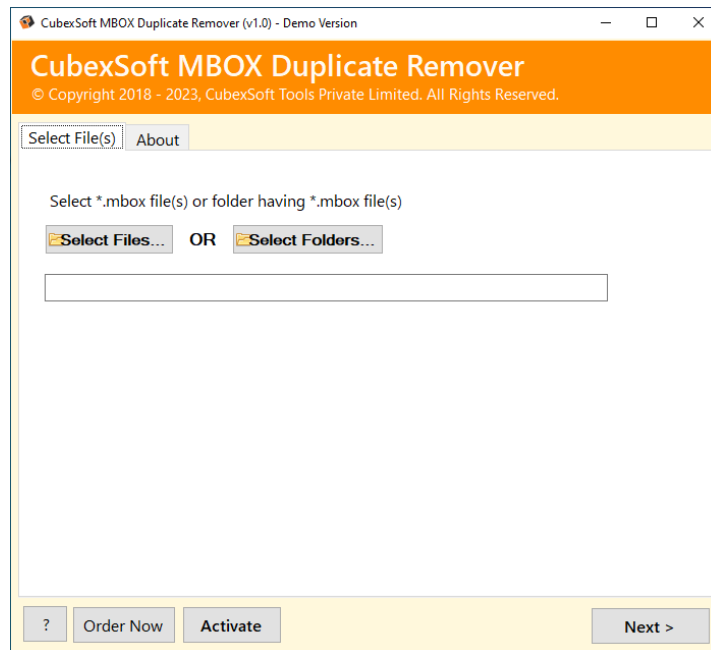 CubexSoft MBOX Duplicate Remover (v1.0) - Demo Version
CubexSoft MBOX Duplicate Remover
© Copyright 2018 - 2023, CubexSoft Tools Private Limited. All Rights Reserved.
Select File(s) About
Select *.mbox file(s) or folder having *.mbox file(s)
Select Files... OR Select Folders...
? Order Now Activate Next >